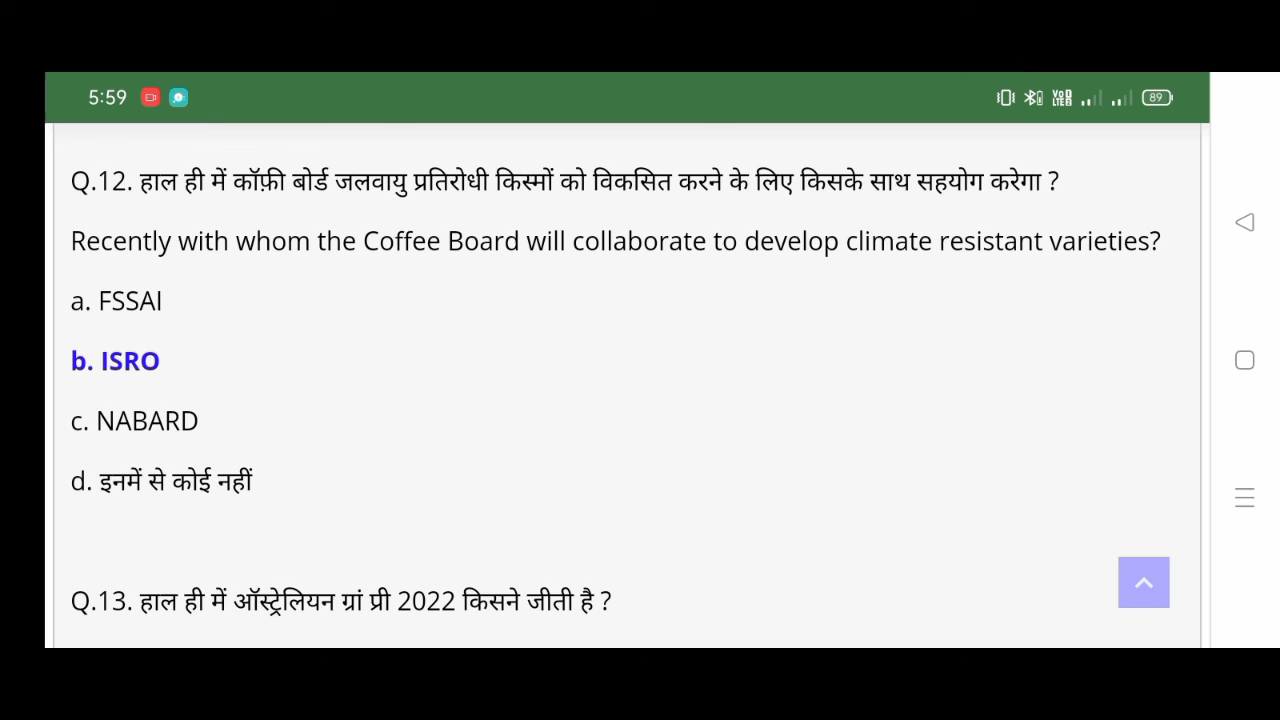 5:59 89
Q.12. हाल ही में कॉफ़ी बोर्ड जलवायु प्रतिरोधी किस्मों को विकसित करने के लिए किसके साथ सहयोग करेगा ?
Recently with whom the Coffee Board will collaborate to develop climate resistant varieties?
a. FSSAI
b. ISRO
c. NABARD
d. इनमें से कोई नहीं
Q.13. हाल ही में ऑस्ट्रेलियन ग्रां प्री 2022 किसने जीती है ?